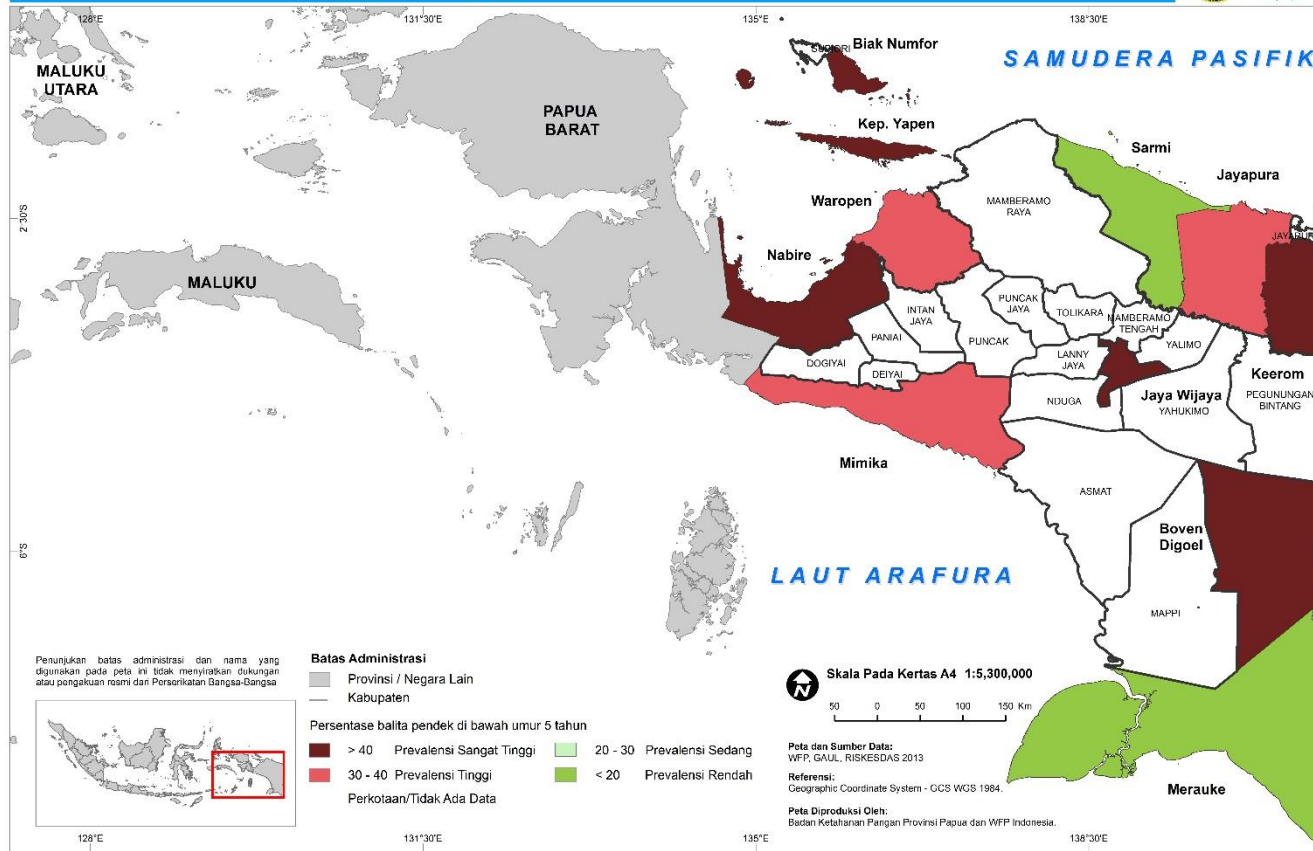 128°E
131°30'E
135°E
138°30'E
SUPIORI
Biak Numfor
SAMUDERA PASIFIK
MALUKU
UTARA
PAPUA
BARAT
Kep. Yapen
Sarmi
Jayapura
Waropen
MAMBERAMO
RAYA
2°30'S
Nabire
MALUKU
INTAN
JAYA
PUNCAK
JAYA
TOLIKARA
MAMBERAMO
TENGAH
PANIAI
PUNCAK
YALIMO
DOGIYAI
DEIYAI
LANNY
JAYA
Keerom
NDUGA
Jaya Wijaya
YAHUKIMO
PEGUNUNGAN
BINTANG
Mimika
ASMAT
Boven
Digoel
6°S
LAUT ARAFURA
MAPPI
Penunjukan batas administrasi dan nama yang
digunakan pada peta ini tidak menyiratkan dukungan
atau pengakuan resmi dari Perserikatan Bangsa-Bangsa
Batas Administrasi
Provinsi / Negara Lain
Kabupaten
Persentase balita pendek di bawah umur 5 tahun
> 40 Prevalensi Sangat Tinggi
20 - 30 Prevalensi Sedang
30 - 40 Prevalensi Tinggi
< 20 Prevalensi Rendah
Perkotaan/Tidak Ada Data
N
Skala Pada Kertas A4 1:5,300,000
50 0 50 100 150 Km
Peta dan Sumber Data:
WFP, GAUL, RISKESDAS 2013
Referensi:
Geographic Coordinate System - GCS WGS 1984.
Peta Diproduksi Oleh:
Badan Ketahanan Pangan Provinsi Papua dan WFP Indonesia.
Merauke
128°E
131°30'E
135°E
138°30'E